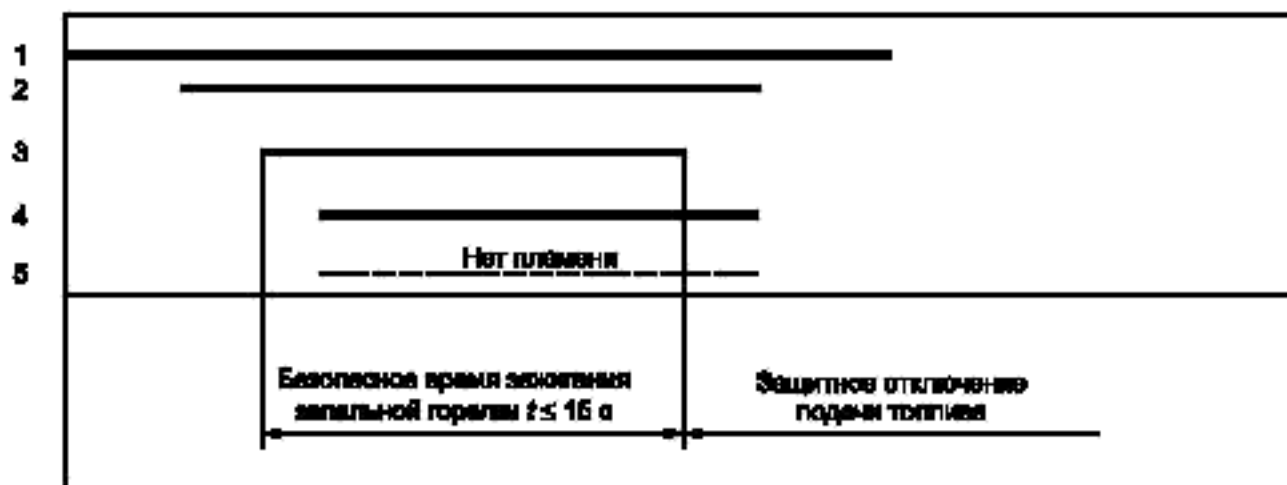 1
2
3
4
Нет пламени
5
Безопасное время зажигания
запальной горелки t ≤ 15 с
Защитное отключение
подачи топлива